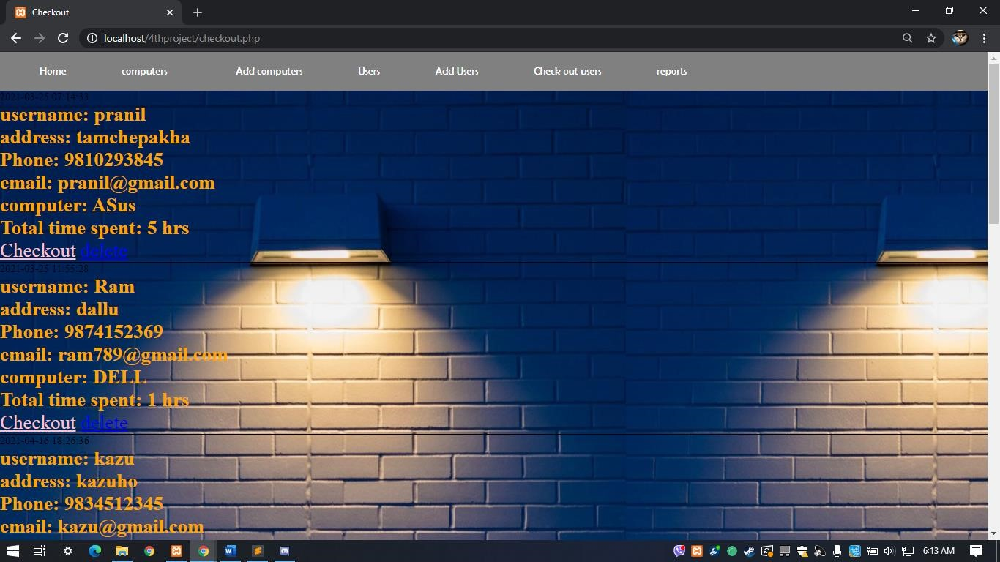 Checkout
localhost/4thproject/checkout.php
Home computers Add computers Users Add Users Check out users reports
2021-03-25 07:14:33
username: pranil
address: tamchepakha
Phone: 9810293845
email: pranil@gmail.com
computer: ASus
Total time spent: 5 hrs
Checkout delete
2021-03-25 11:55:28
username: Ram
address: dallu
Phone: 9874152369
email: ram789@gmail.com
computer: DELL
Total time spent: 1 hrs
Checkout delete
2021-04-16 18:26:36
username: kazu
address: kazuho
Phone: 9834512345
email: kazu@gmail.com
6:13 AM